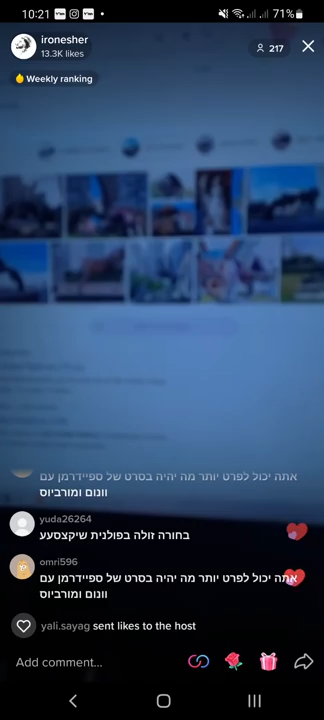 10:21
71%
ironesher
13.3K likes
217
Weekly ranking
אתה יכול לפרט יותר מה יהיה בסרט של ספיידרמן עם
וונום ומורביוס
yuda26264
בחורה זולה בפולנית שיקצסעע
omri596
אתה יכול לפרט יותר מה יהיה בסרט של ספיידרמן עם
וונום ומורביוס
yali.sayag sent likes to the host
Add comment...